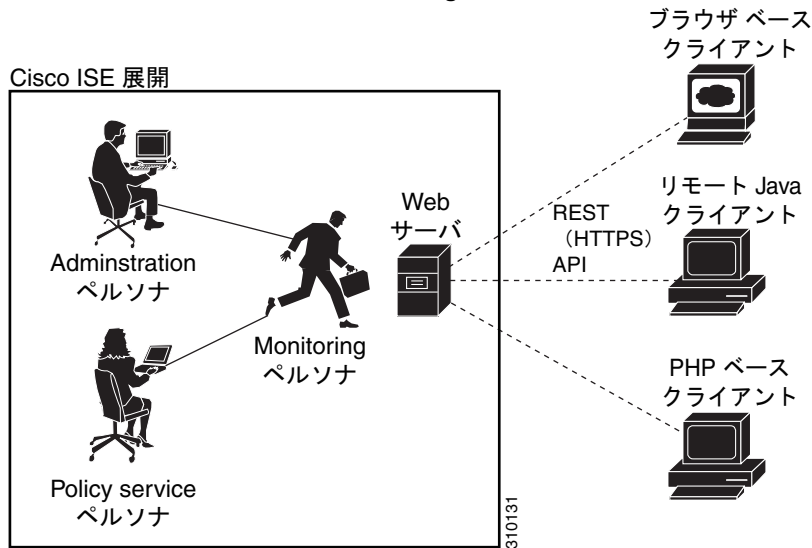 ブラウザ ベース
クライアント
Cisco ISE 展開
Web
サーバ
REST
（HTTPS）
API
リモート Java
クライアント
Adminstration
ペルソナ
Monitoring
ペルソナ
PHP ベース
クライアント
Policy service
ペルソナ
310131